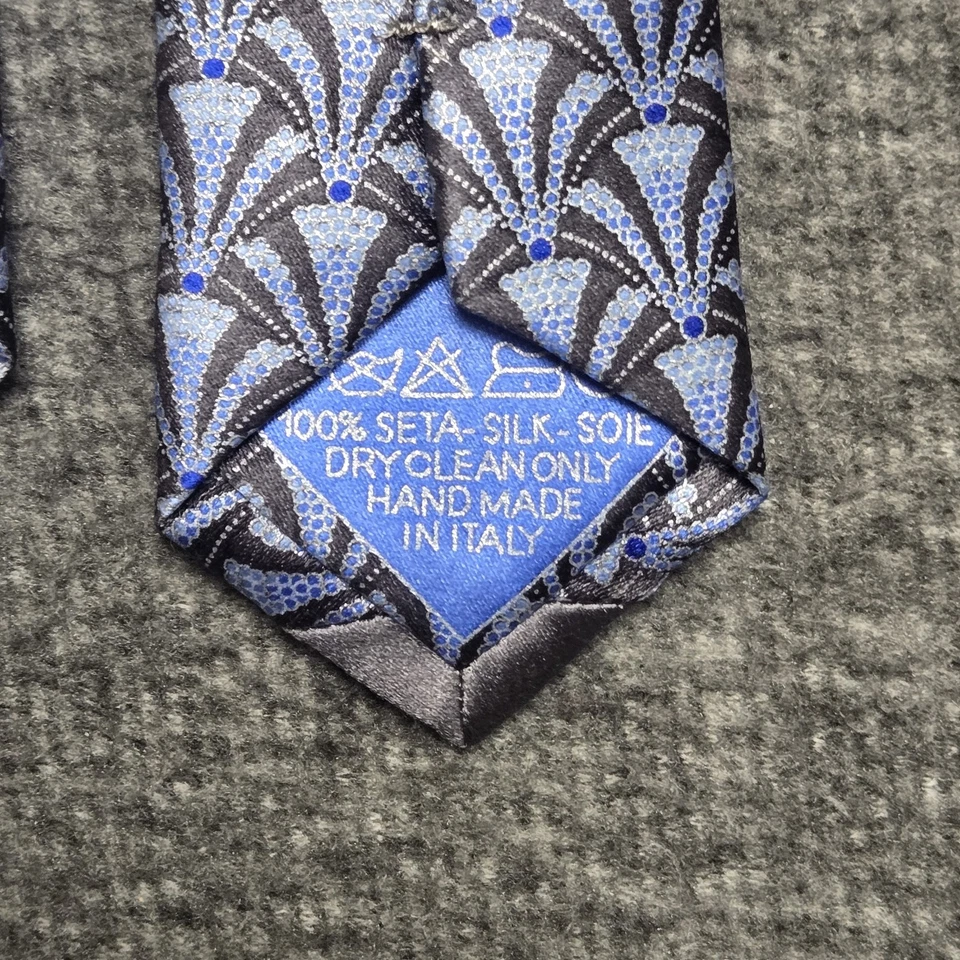 100% SETA- SILK- SOIE
DRY CLEAN ONLY
HAND MADE
IN ITALY